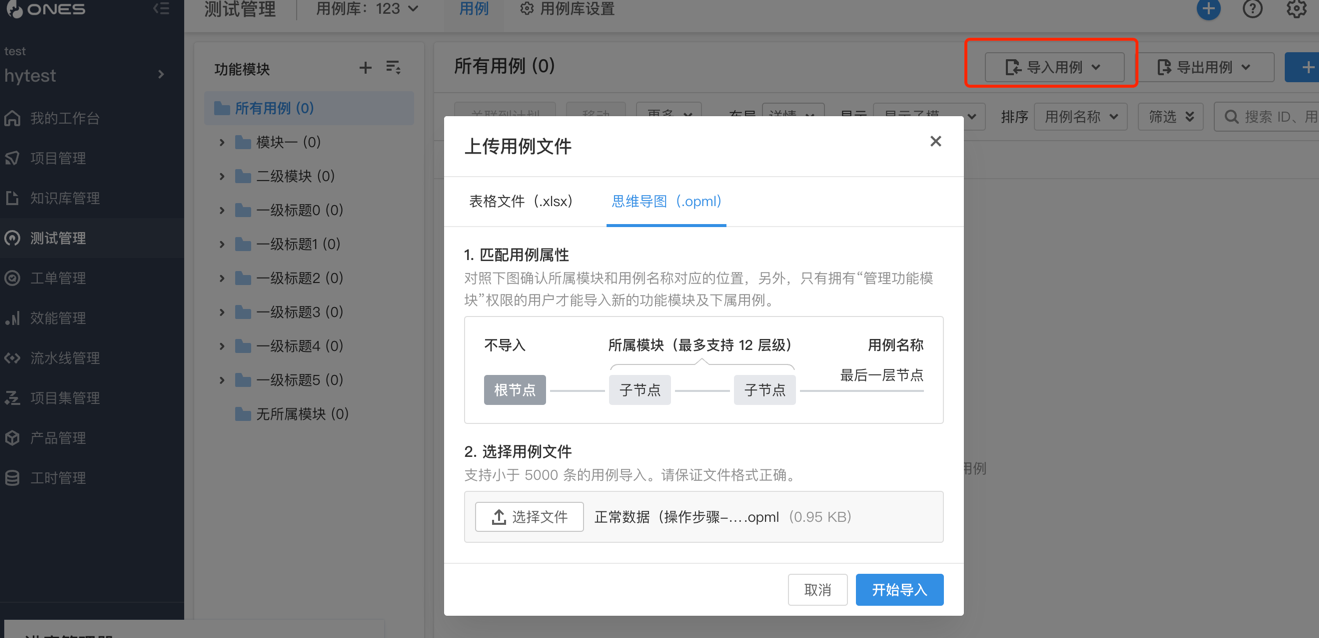 ONES
test
hytest
我的工作台
项目管理
知识库管理
测试管理
工单管理
效能管理
流水线管理
项目集管理
产品管理
工时管理
测试管理
用例库：123
用例
用例库设置
功能模块
所有用例 (0)
模块一 (0)
二级模块 (0)
一级标题0 (0)
一级标题1 (0)
一级标题2 (0)
一级标题3 (0)
一级标题4 (0)
一级标题5 (0)
无所属模块 (0)
所有用例 (0)
导入用例
导出用例
更多
布局
详情
显示
显示子模
排序
用例名称
筛选
搜索 ID、用
上传用例文件
表格文件（.xlsx）
思维导图（.opml）
1. 匹配用例属性
对照下图确认所属模块和用例名称对应的位置，另外，只有拥有“管理功能模
块”权限的用户才能导入新的功能模块及下属用例。
不导入
所属模块（最多支持 12 层级）
用例名称
根节点
子节点
子节点
最后一层节点
2. 选择用例文件
支持小于 5000 条的用例导入。请保证文件格式正确。
选择文件
正常数据（操作步骤-....opml
(0.95 KB)
取消
开始导入
用例